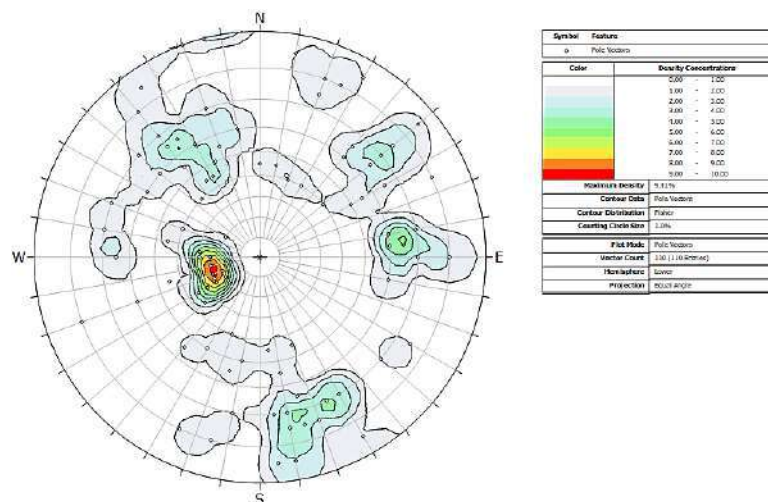 N
Symbol Feature
Pole Vectors
Color Density Concentrations
0.00 - 1.00
1.00 - 2.00
2.00 - 3.00
3.00 - 4.00
4.00 - 5.00
5.00 - 6.00
6.00 - 7.00
7.00 - 8.00
8.00 - 9.00
9.00 - 10.00
Maximum Density
Contour Data Pole Vectors
Contour Distribution Fisher
Counting Circle Size 1.0%
W
E
Plot Mode Pole Vectors
Vector Count 110 (110 Entries)
Hemisphere Lower
Projection Equal Angle
S